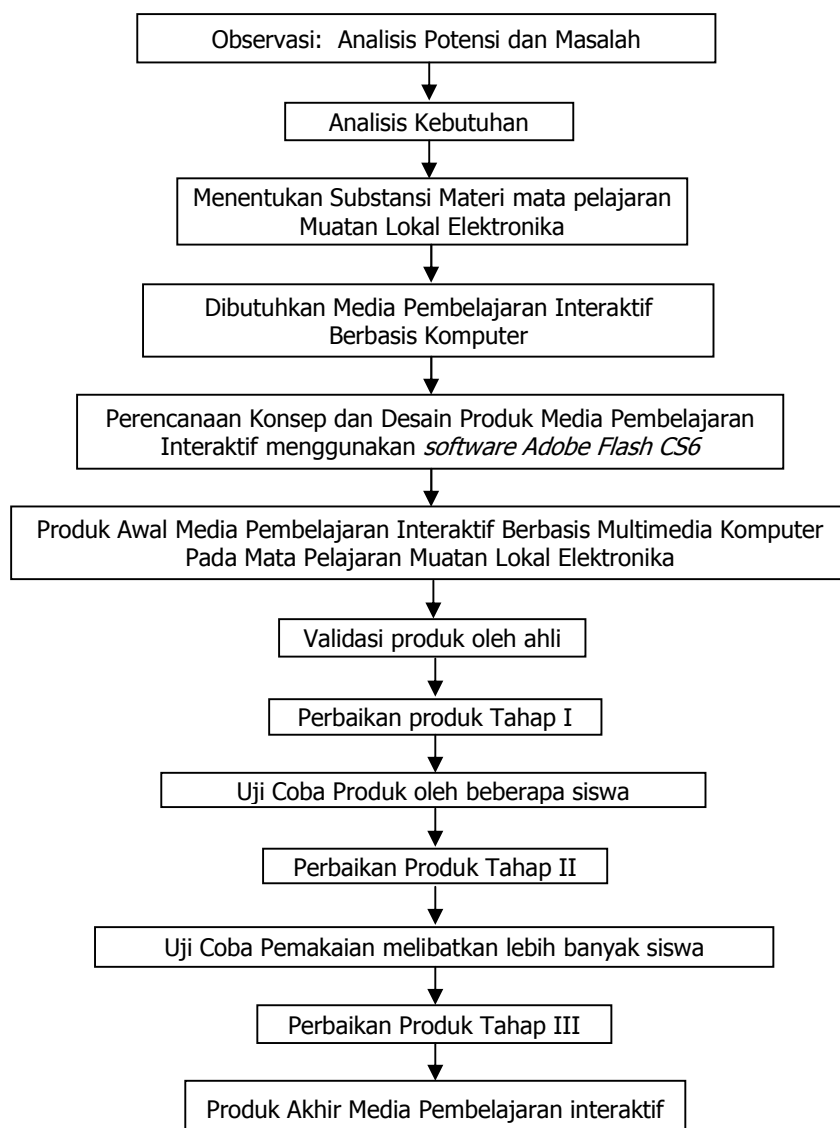 Observasi:  Analisis Potensi dan Masalah
Analisis Kebutuhan
Menentukan Substansi Materi mata pelajaran
Muatan Lokal Elektronika
Dibutuhkan Media Pembelajaran Interaktif
Berbasis Komputer
Perencanaan Konsep dan Desain Produk Media Pembelajaran
Interaktif menggunakan software Adobe Flash CS6
Produk Awal Media Pembelajaran Interaktif Berbasis Multimedia Komputer
Pada Mata Pelajaran Muatan Lokal Elektronika
Validasi produk oleh ahli
Perbaikan produk Tahap I
Uji Coba Produk oleh beberapa siswa
Perbaikan Produk Tahap II
Uji Coba Pemakaian melibatkan lebih banyak siswa
Perbaikan Produk Tahap III
Produk Akhir Media Pembelajaran interaktif